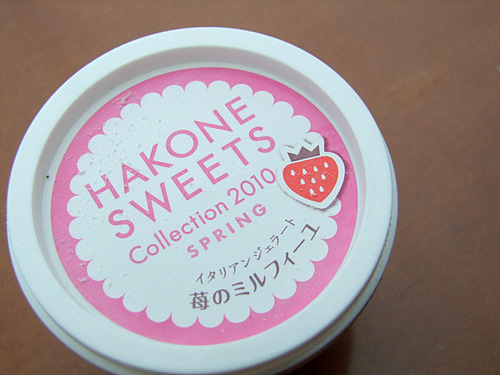 HAKONE
SWEETS
Collection 2010
SPRING
イタリアンジェラート
苺のミルフィーユ